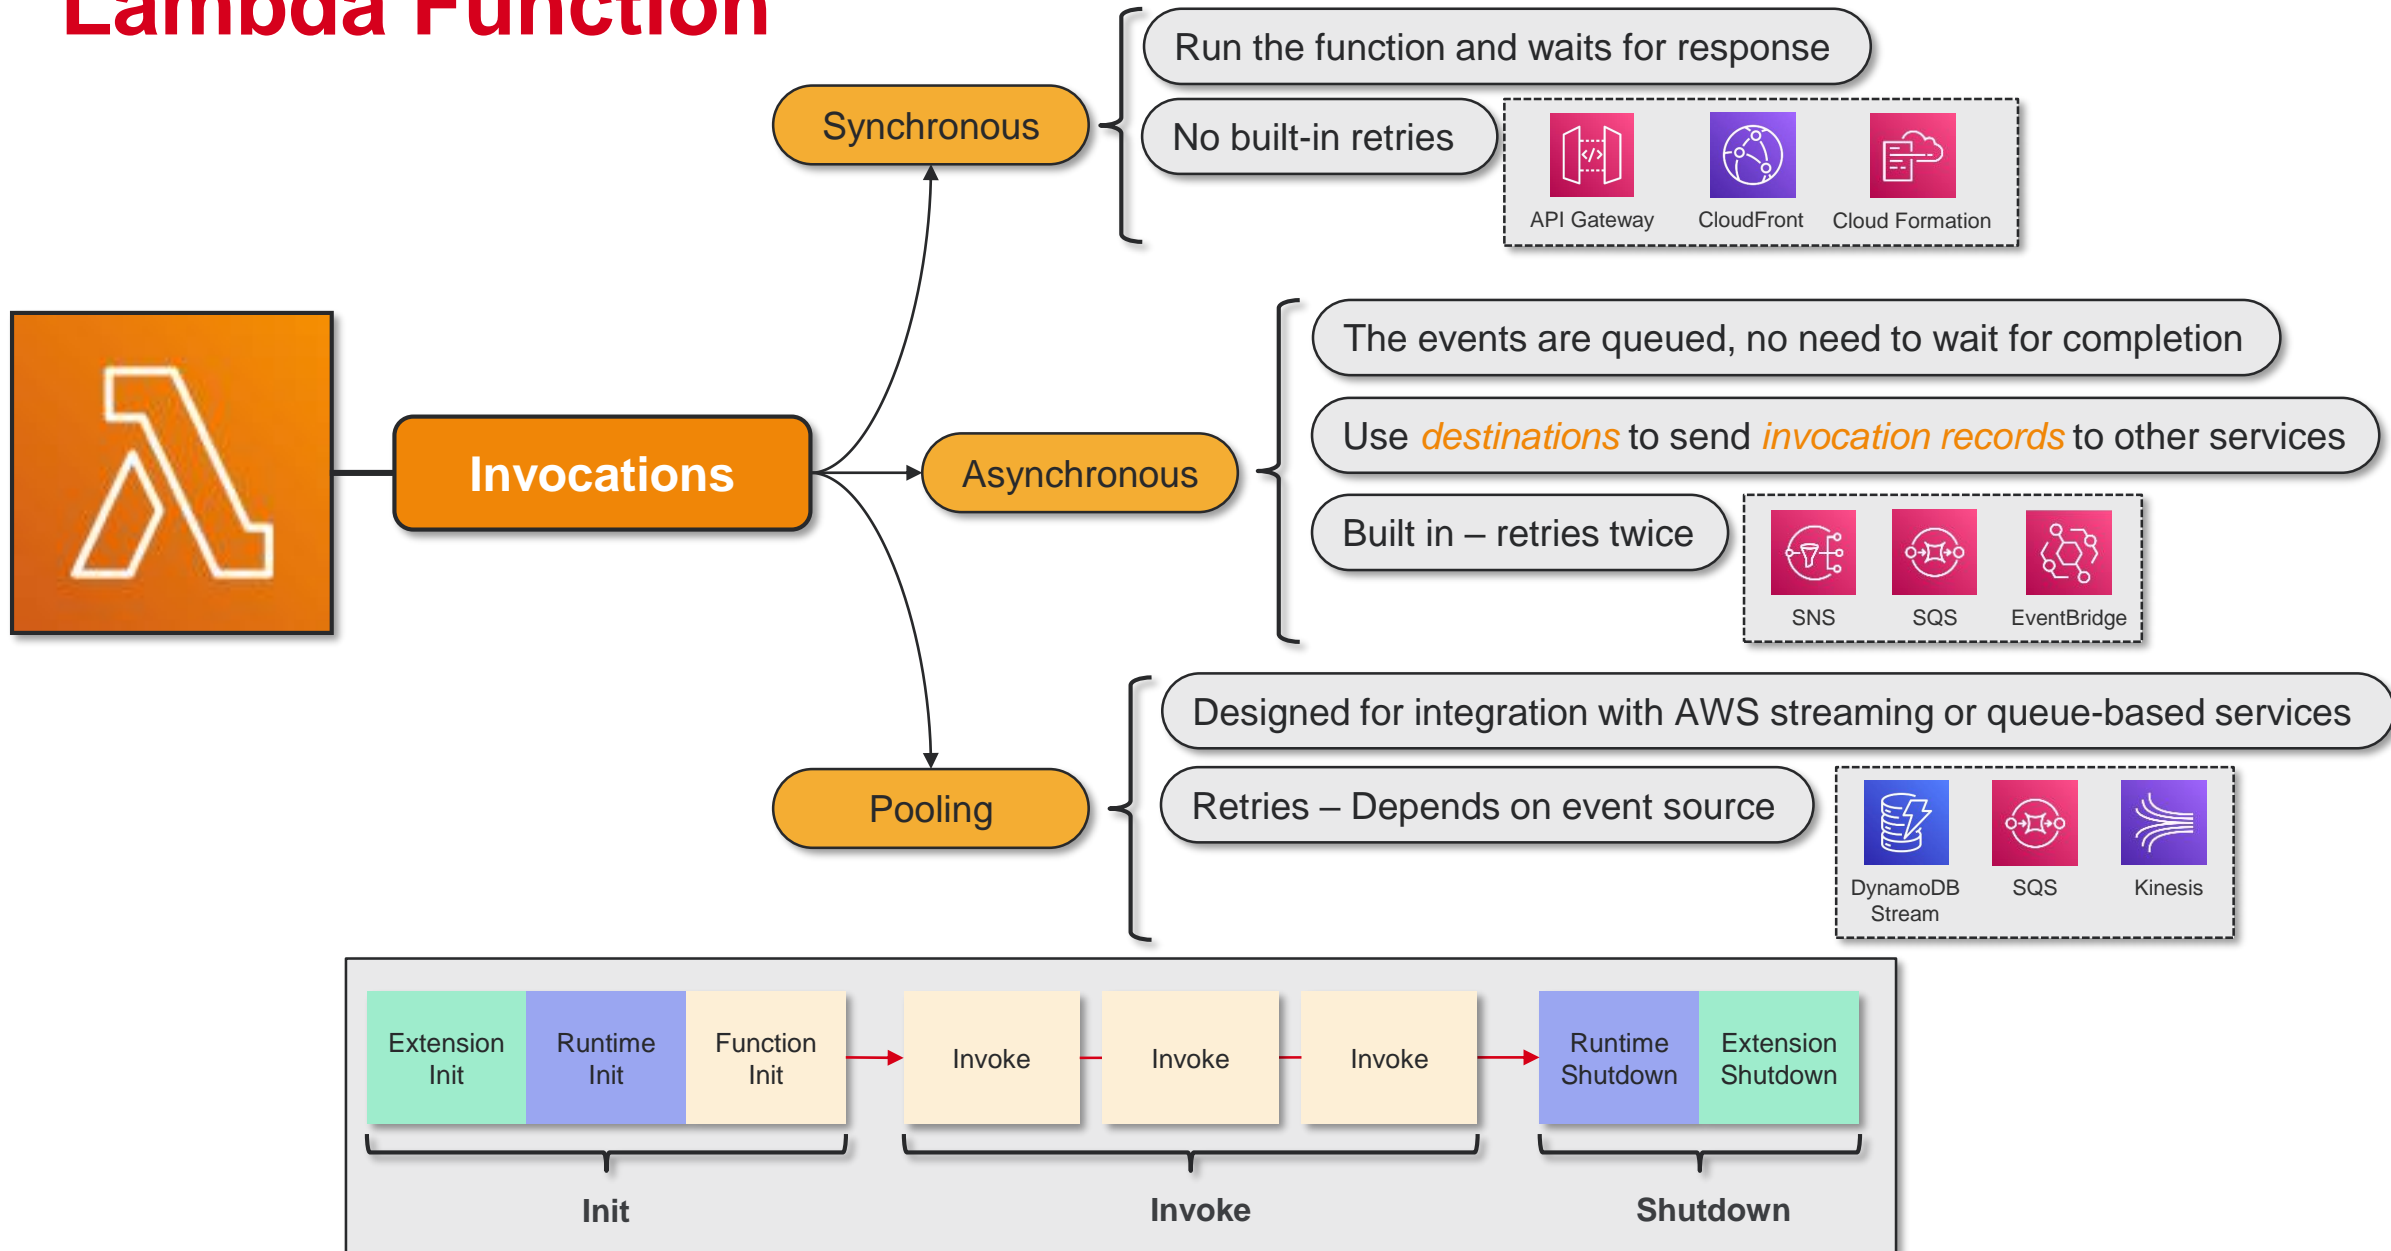 Lambda Function
Run the function and waits for response
Synchronous
No built-in retries
</>
API Gateway
CloudFront
Cloud Formation
The events are queued, no need to wait for completion
Invocations
Asynchronous
Use destinations to send invocation records to other services
Built in – retries twice
SNS
SQS
EventBridge
Designed for integration with AWS streaming or queue-based services
Pooling
Retries – Depends on event source
DynamoDB
Stream
SQS
Kinesis
Extension
Init
Runtime
Init
Function
Init
Invoke
Invoke
Invoke
Runtime
Shutdown
Extension
Shutdown
Init
Invoke
Shutdown